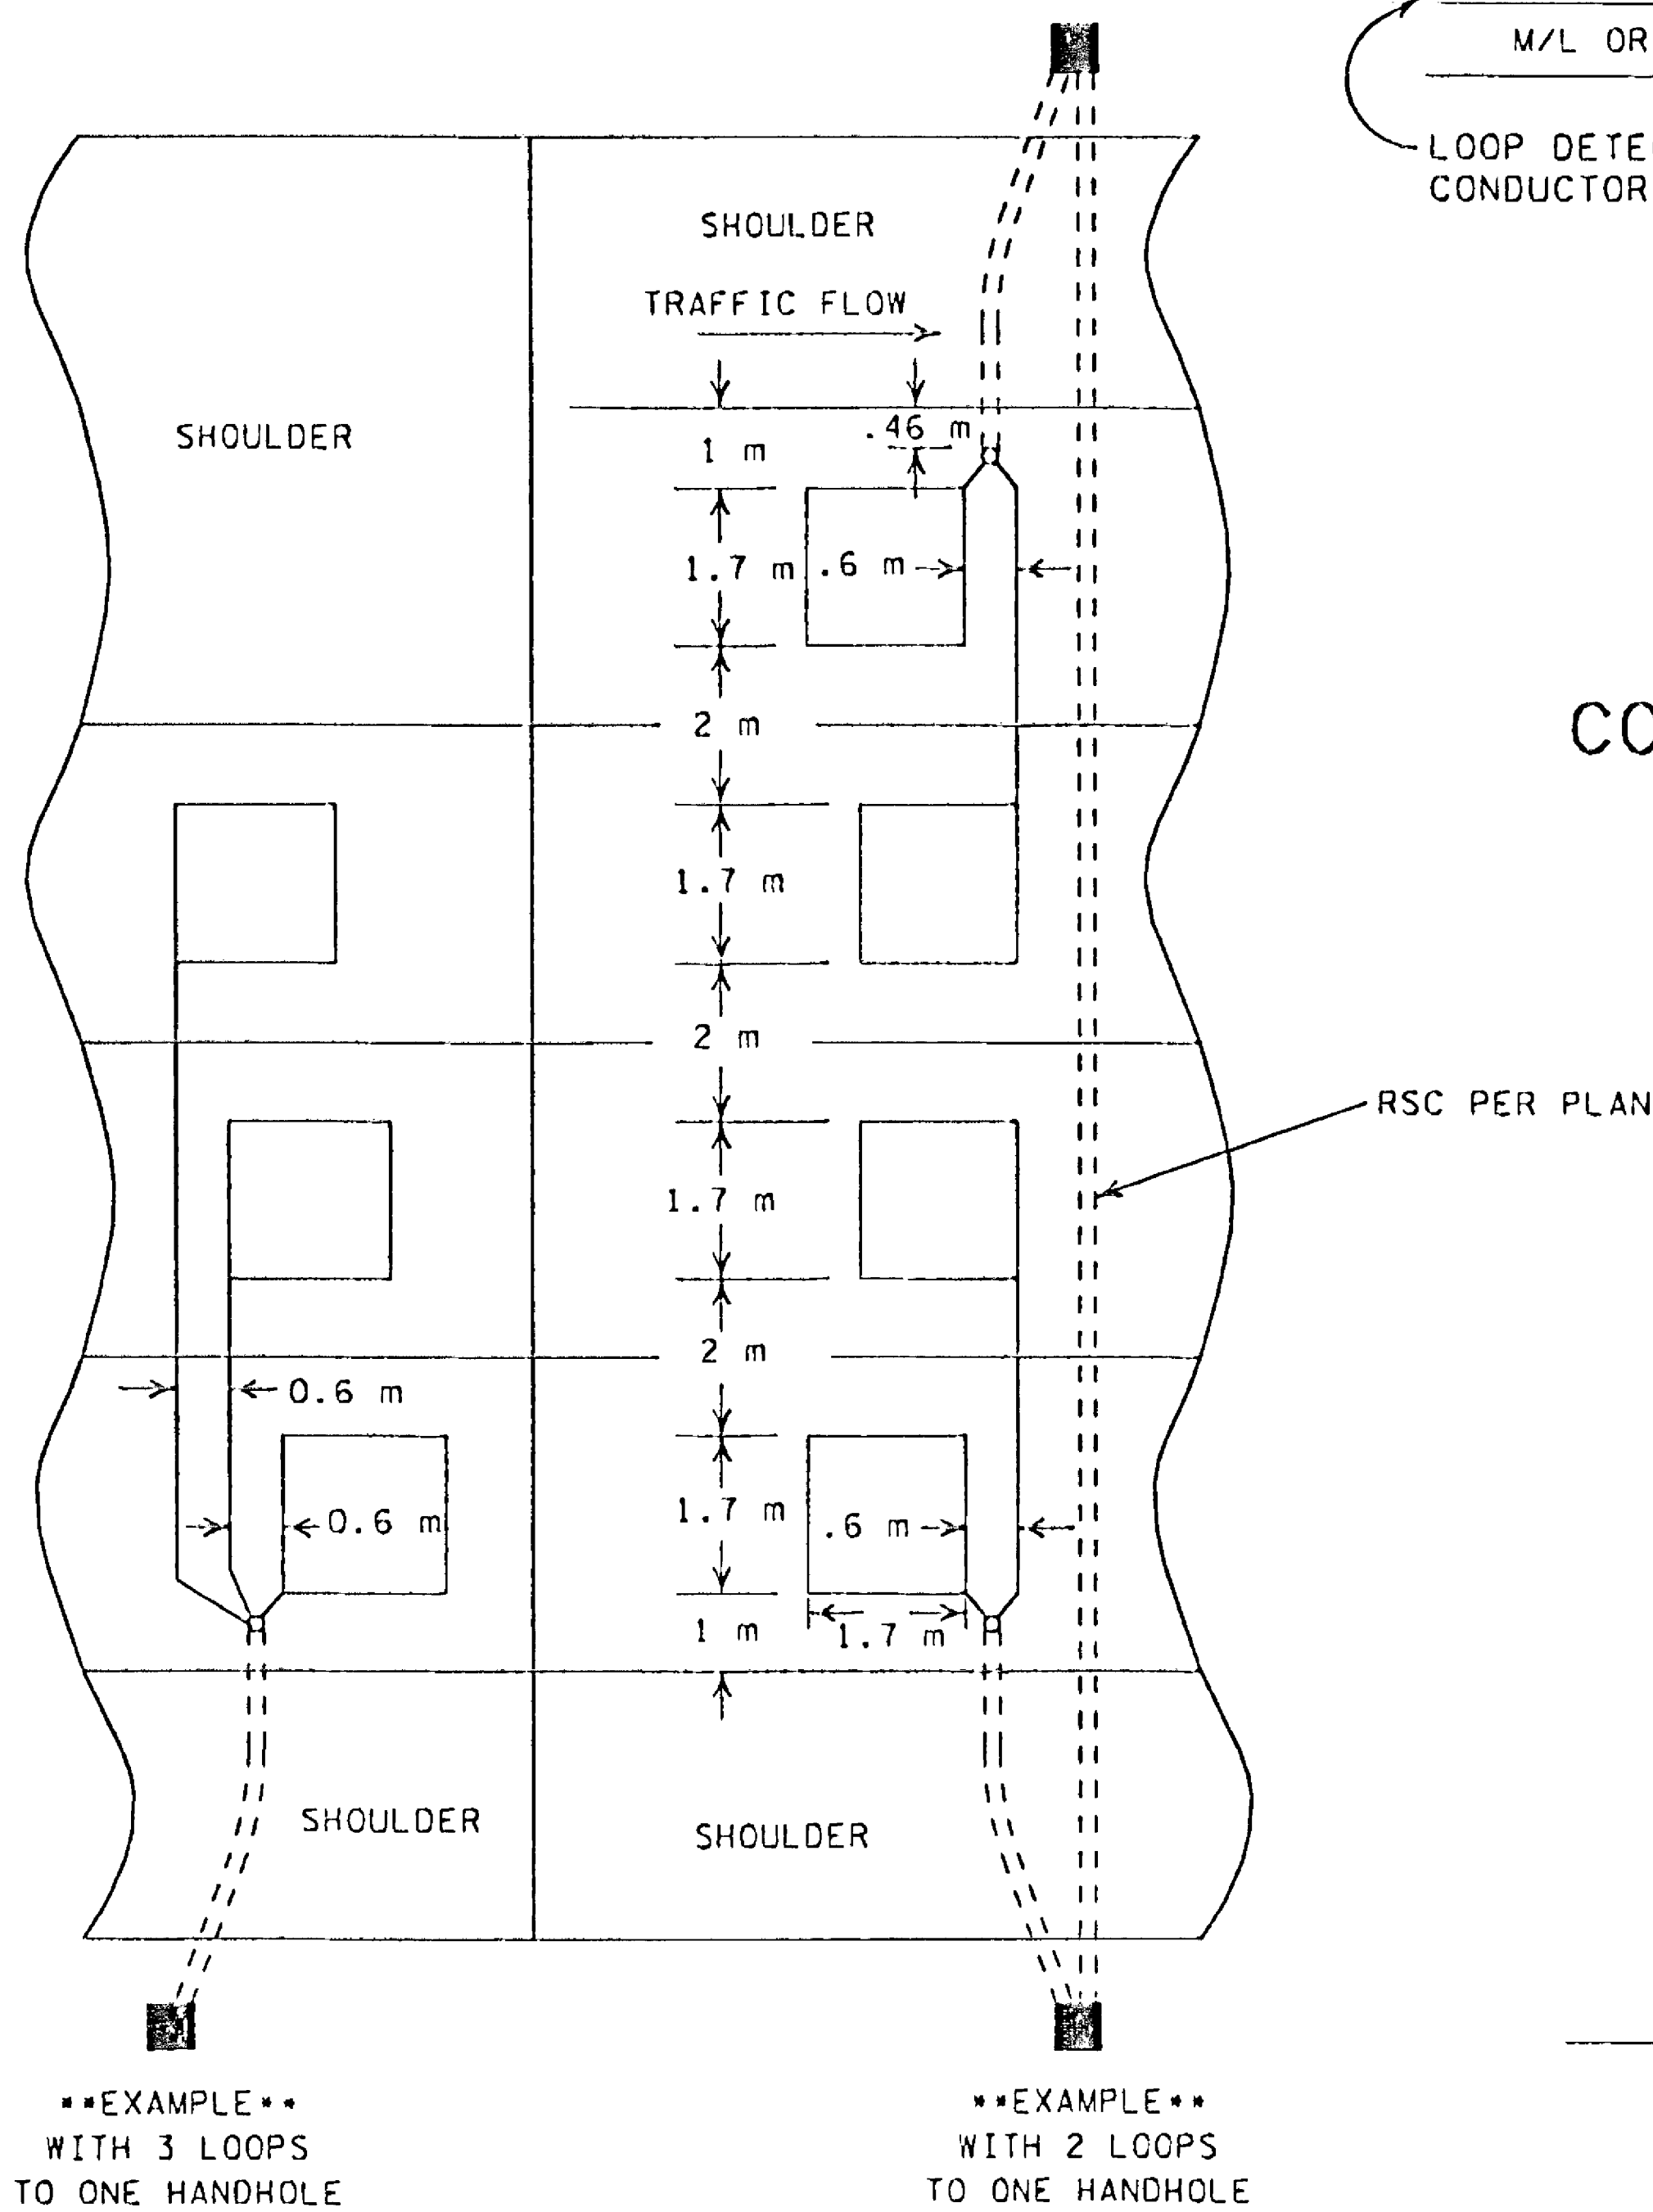 M/L OR
LOOP DETE
CONDUCTOR
SHOULDER
TRAFFIC FLOW
SHOULDER
.46 m
1 m
1.7 m
.6 m
2 m
1.7 m
2 m
1.7 m
2 m
0.6 m
0.6 m
1.7 m
.6 m
1 m
1.7 m
SHOULDER
SHOULDER
CO
RSC PER PLAN
**EXAMPLE**
WITH 3 LOOPS
TO ONE HANDHOLE
**EXAMPLE**
WITH 2 LOOPS
TO ONE HANDHOLE